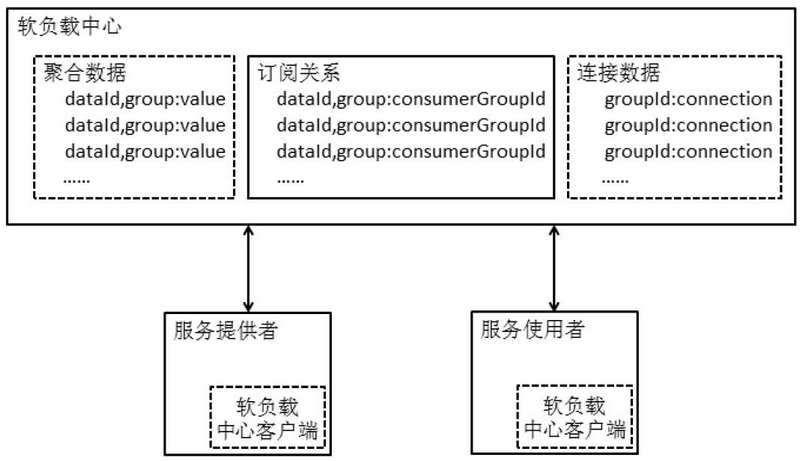 软负载中心
聚合数据
dataId,group:value
dataId,group:value
dataId,group:value
......
订阅关系
dataId,group:consumerGroupId
dataId,group:consumerGroupId
dataId,group:consumerGroupId
......
连接数据
groupId:connection
groupId:connection
groupId:connection
......
服务提供者
软负载
中心客户端
服务使用者
软负载
中心客户端